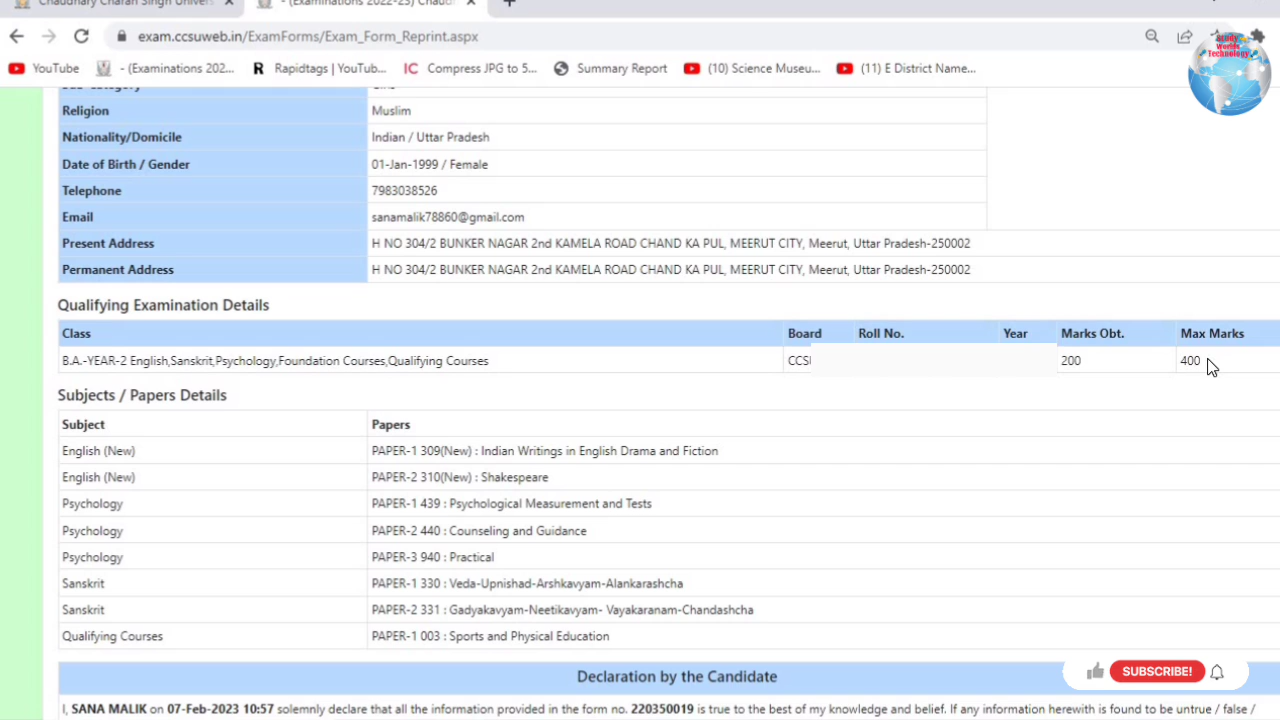 Chaudhary Charan Singh Univers
- (Examinations 2022-23) Chaud
exam.ccsuweb.in/ExamForms/Exam_Form_Reprint.aspx
YouTube - (Examinations 202... Rapidtags | YouTub... IC Compress JPG to 5... Summary Report (10) Science Museu... (11) E District Name...
Study Worlds Technology
Religion Muslim
Nationality/Domicile Indian / Uttar Pradesh
Date of Birth / Gender 01-Jan-1999 / Female
Telephone 7983038526
Email sanamalik78860@gmail.com
Present Address H NO 304/2 BUNKER NAGAR 2nd KAMELA ROAD CHAND KA PUL, MEERUT CITY, Meerut, Uttar Pradesh-250002
Permanent Address H NO 304/2 BUNKER NAGAR 2nd KAMELA ROAD CHAND KA PUL, MEERUT CITY, Meerut, Uttar Pradesh-250002
Qualifying Examination Details
Class Board Roll No. Year Marks Obt. Max Marks
B.A.-YEAR-2 English,Sanskrit,Psychology,Foundation Courses,Qualifying Courses 200 400
Subjects / Papers Details
Subject Papers
English (New) PAPER-1 309(New) : Indian Writings in English Drama and Fiction
English (New) PAPER-2 310(New) : Shakespeare
Psychology PAPER-1 439 : Psychological Measurement and Tests
Psychology PAPER-2 440 : Counseling and Guidance
Psychology PAPER-3 940 : Practical
Sanskrit PAPER-1 330 : Veda-Upnishad-Arshkavyam-Alankarashcha
Sanskrit PAPER-2 331 : Gadyakavyam-Neetikavyam- Vayakaranam-Chandashcha
Qualifying Courses PAPER-1 003 : Sports and Physical Education
SUBSCRIBE!
Declaration by the Candidate
I, SANA MALIK on 07-Feb-2023 10:57 solemnly declare that all the information provided in the form no. 220350019 is true to the best of my knowledge and belief. If any information herewith is found to be untrue / false /